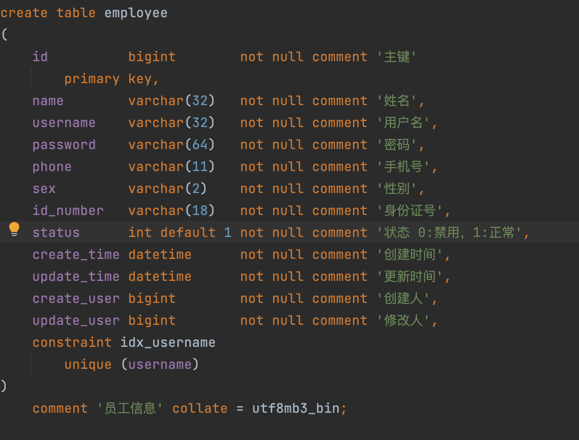 create table employee
(
    id          bigint        not null comment '主键'
        primary key,
    name        varchar(32)   not null comment '姓名',
    username    varchar(32)   not null comment '用户名',
    password    varchar(64)   not null comment '密码',
    phone       varchar(11)   not null comment '手机号',
    sex         varchar(2)    not null comment '性别',
    id_number   varchar(18)   not null comment '身份证号',
    status      int default 1 not null comment '状态 0:禁用，1:正常',
    create_time datetime      not null comment '创建时间',
    update_time datetime      not null comment '更新时间',
    create_user bigint        not null comment '创建人',
    update_user bigint        not null comment '修改人',
    constraint idx_username
        unique (username)
)
    comment '员工信息' collate = utf8mb3_bin;